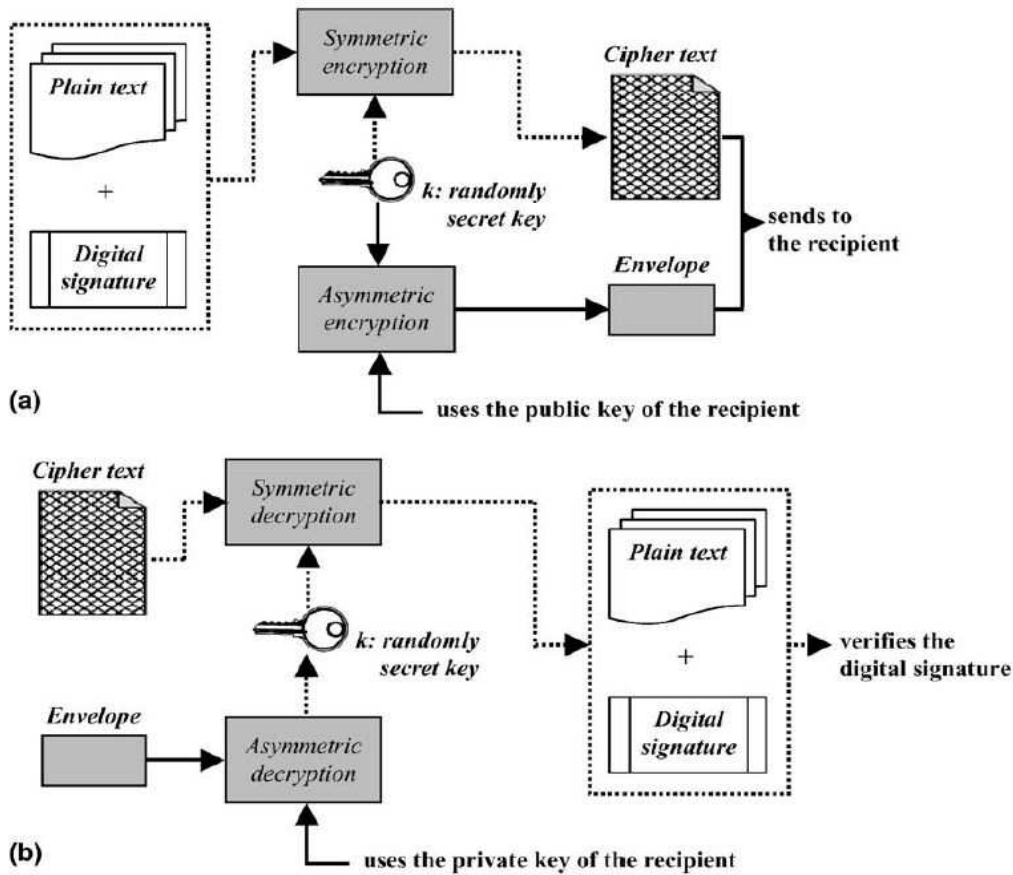 Symmetric
encryption
Cipher text
Plain text
+
k: randomly
secret key
sends to
the recipient
Digital
signature
Envelope
Asymmetric
encryption
(a)
uses the public key of the recipient
Cipher text
Symmetric
decryption
Plain text
k: randomly
secret key
+
verifies the
digital signature
Envelope
Asymmetric
decryption
Digital
signature
(b)
uses the private key of the recipient